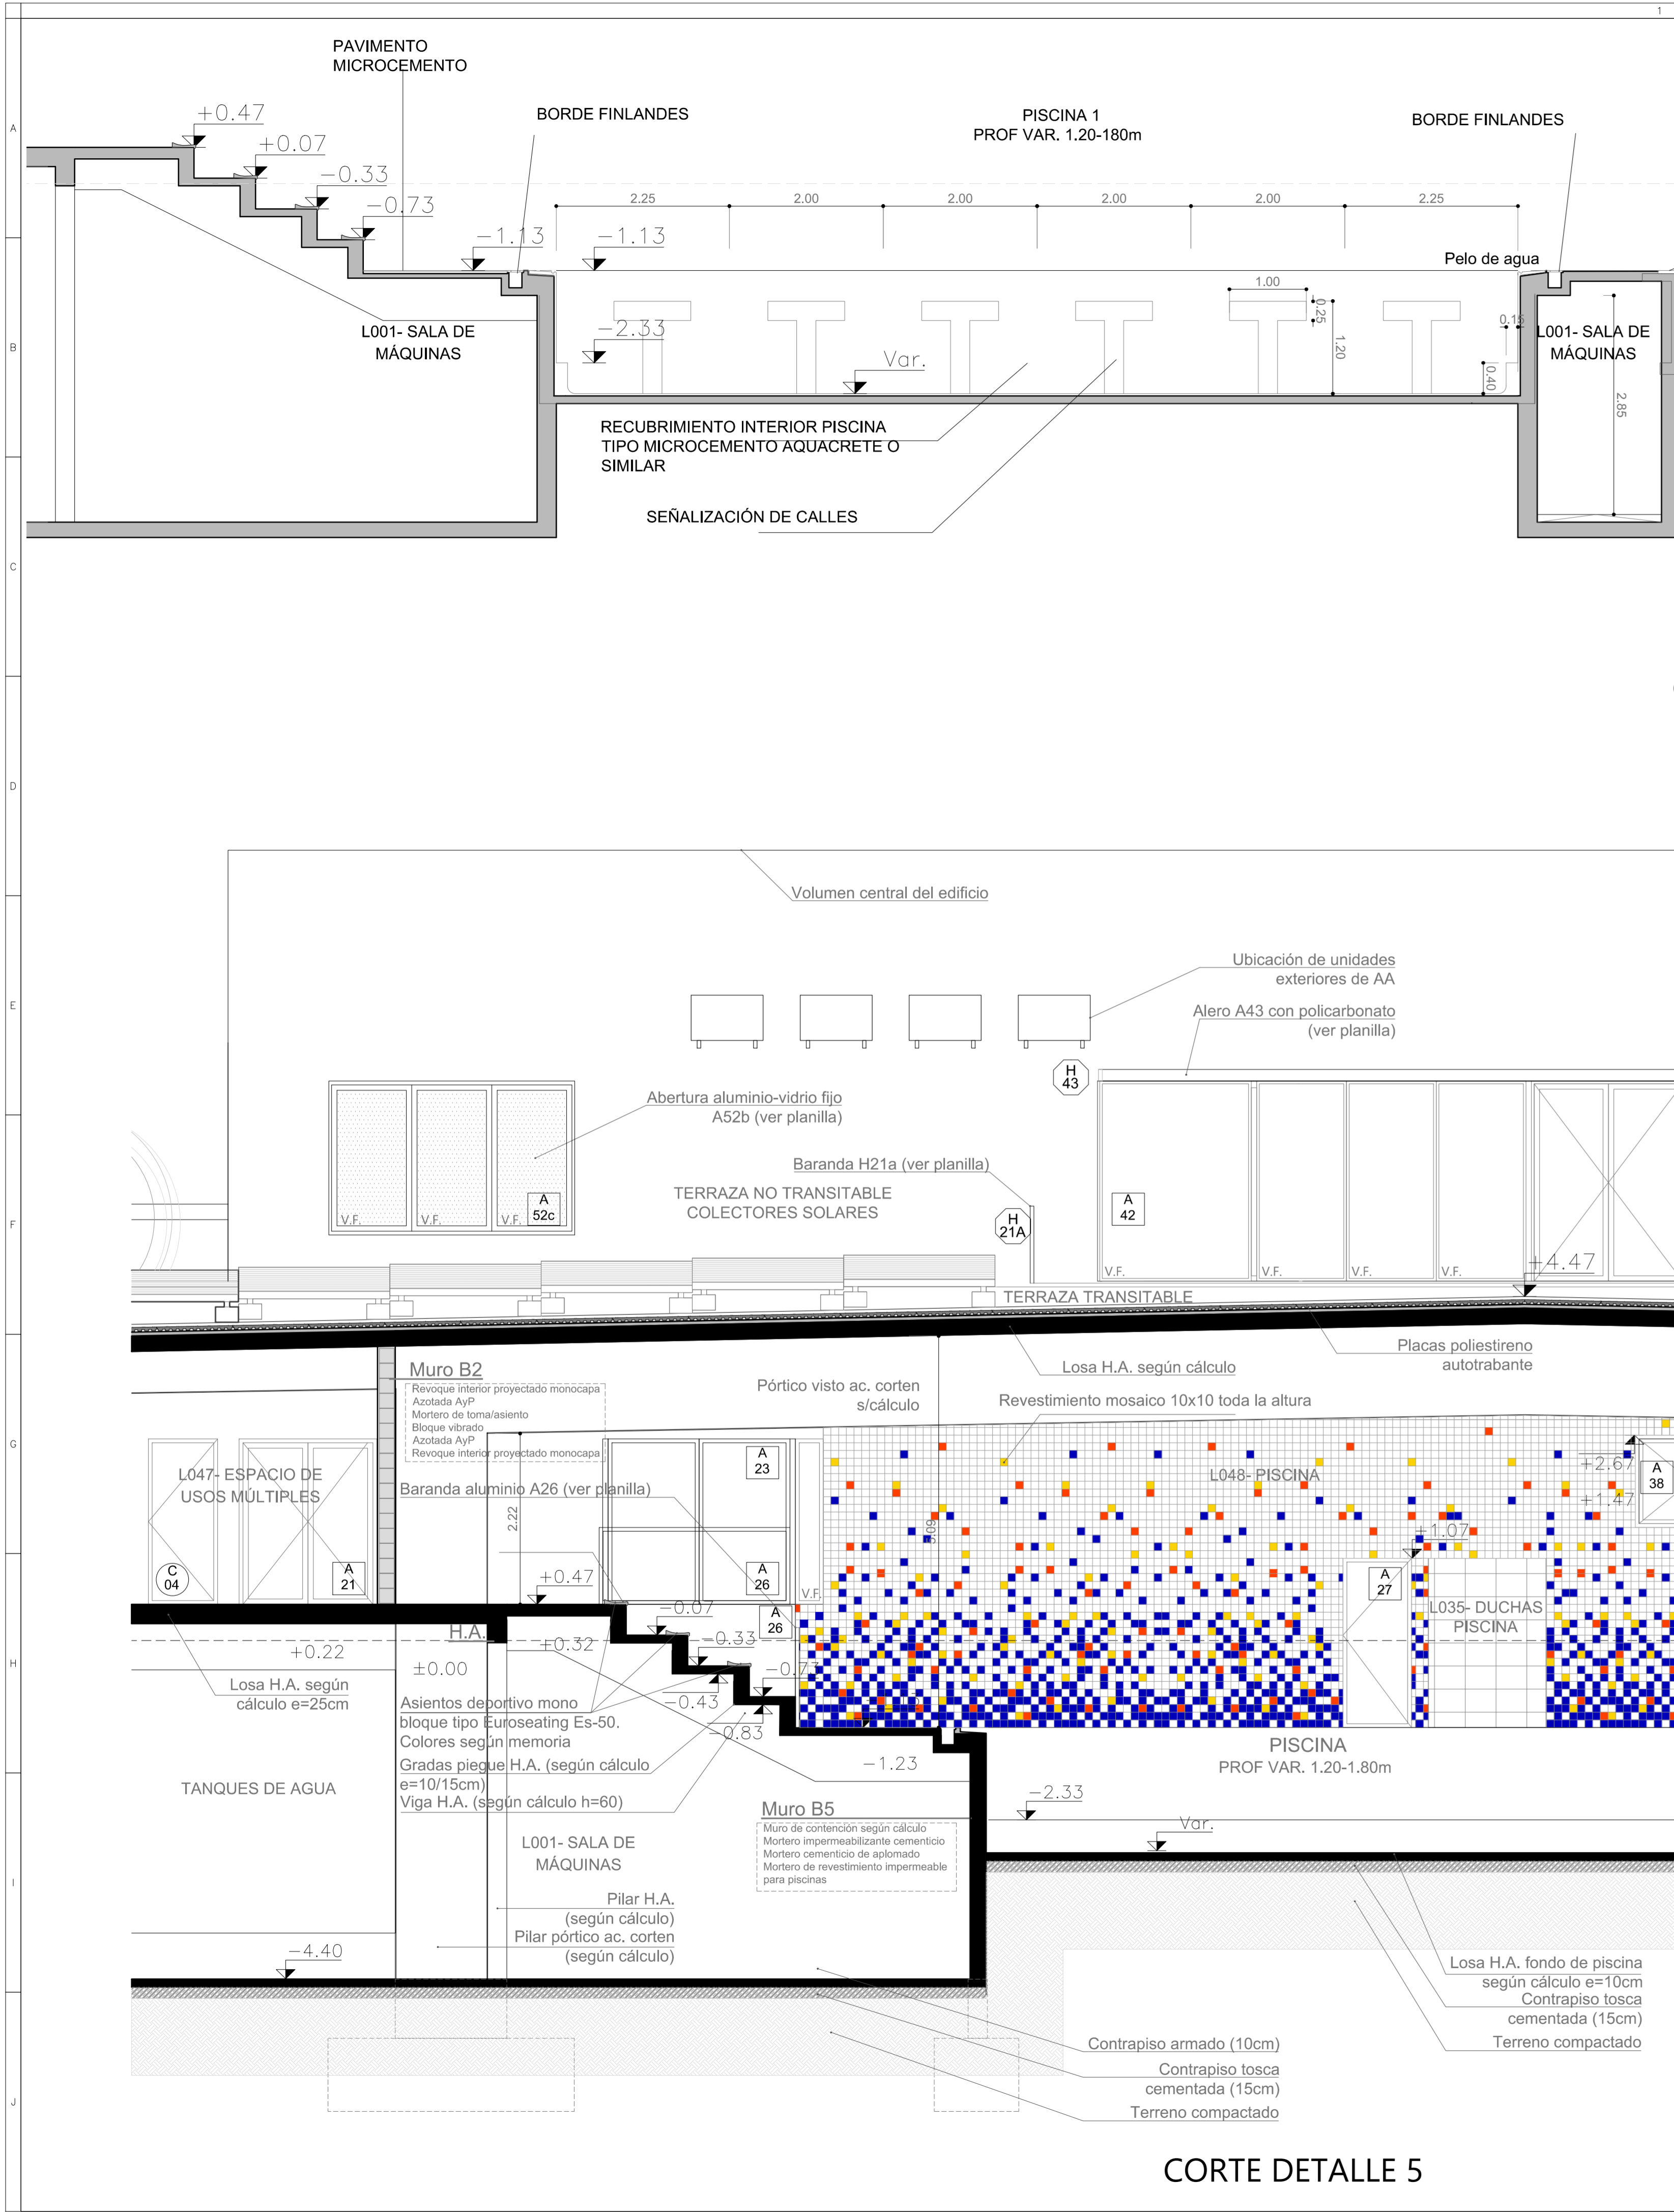 1
PAVIMENTO
MICROCEMENTO
BORDE FINLANDES
PISCINA 1
PROF VAR. 1.20-180m
BORDE FINLANDES
A
+0.47
+0.07
-0.33
-0.73
-1.13
-1.13
2.25
2.00
2.00
2.00
2.00
2.25
Pelo de agua
1.00
0.25
1.20
0.15
0.40
2.85
B
L001- SALA DE
MÁQUINAS
-2.33
Var.
L001- SALA DE
MÁQUINAS
RECUBRIMIENTO INTERIOR PISCINA
TIPO MICROCEMENTO AQUACRETE O
SIMILAR
SEÑALIZACIÓN DE CALLES
C
D
Volumen central del edificio
E
Ubicación de unidades
exteriores de AA
Alero A43 con policarbonato
(ver planilla)
H
43
Abertura aluminio-vidrio fijo
A52b (ver planilla)
Baranda H21a (ver planilla)
TERRAZA NO TRANSITABLE
COLECTORES SOLARES
F
V.F.
V.F.
V.F.
A
52c
H
21A
A
42
V.F.
V.F.
V.F.
V.F.
+4.47
TERRAZA TRANSITABLE
Placas poliestireno
autotrabante
Losa H.A. según cálculo
Muro B2
Revoque interior proyectado monocapa
Azotada AyP
Mortero de toma/asiento
Bloque vibrado
Azotada AyP
Revoque interior proyectado monocapa
Pórtico visto ac. corten
s/cálculo
Revestimiento mosaico 10x10 toda la altura
G
L047- ESPACIO DE
USOS MÚLTIPLES
A
23
L048- PISCINA
+2.67
+1.47
A
38
Baranda aluminio A26 (ver planilla)
2.22
+1.07
C
04
A
21
+0.47
A
26
V.F.
A
27
-0.07
A
26
L035- DUCHAS
PISCINA
H
H.A.
+0.32
-0.33
+0.22
±0.00
Losa H.A. según
cálculo e=25cm
-0.43
-0.83
Asientos deportivo mono
bloque tipo Euroseating Es-50.
Colores según memoria
Gradas piegue H.A. (según cálculo
e=10/15cm)
Viga H.A. (según cálculo h=60)
-1.23
PISCINA
PROF VAR. 1.20-1.80m
TANQUES DE AGUA
-2.33
Var.
Muro B5
Muro de contención según cálculo
Mortero impermeabilizante cementicio
Mortero cementicio de aplomado
Mortero de revestimiento impermeable
para piscinas
L001- SALA DE
MÁQUINAS
I
Pilar H.A.
(según cálculo)
Pilar pórtico ac. corten
(según cálculo)
-4.40
Losa H.A. fondo de piscina
según cálculo e=10cm
Contrapiso tosca
cementada (15cm)
Terreno compactado
Contrapiso armado (10cm)
Contrapiso tosca
cementada (15cm)
Terreno compactado
J
CORTE DETALLE 5